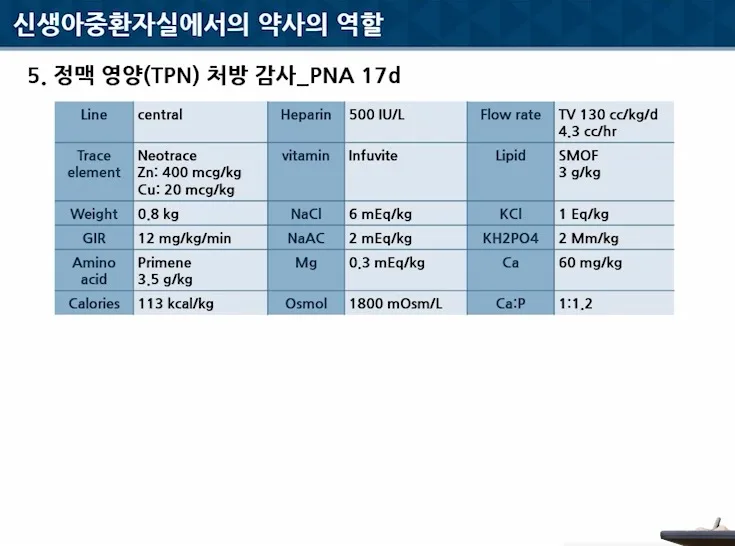 신생아중환자실에서의 약사의 역할
5. 정맥 영양(TPN) 처방 감사_PNA 17d
Line central Heparin 500 IU/L Flow rate TV 130 cc/kg/d
4.3 cc/hr
Trace element Neotrace
Zn: 400 mcg/kg
Cu: 20 mcg/kg
vitamin Infuvite Lipid SMOF
3 g/kg
Weight 0.8 kg NaCl 6 mEq/kg KCl 1 Eq/kg
GIR 12 mg/kg/min NaAC 2 mEq/kg KH2PO4 2 Mm/kg
Amino acid Primene
3.5 g/kg
Mg 0.3 mEq/kg Ca 60 mg/kg
Calories 113 kcal/kg Osmol 1800 mOsm/L Ca:P 1:1.2